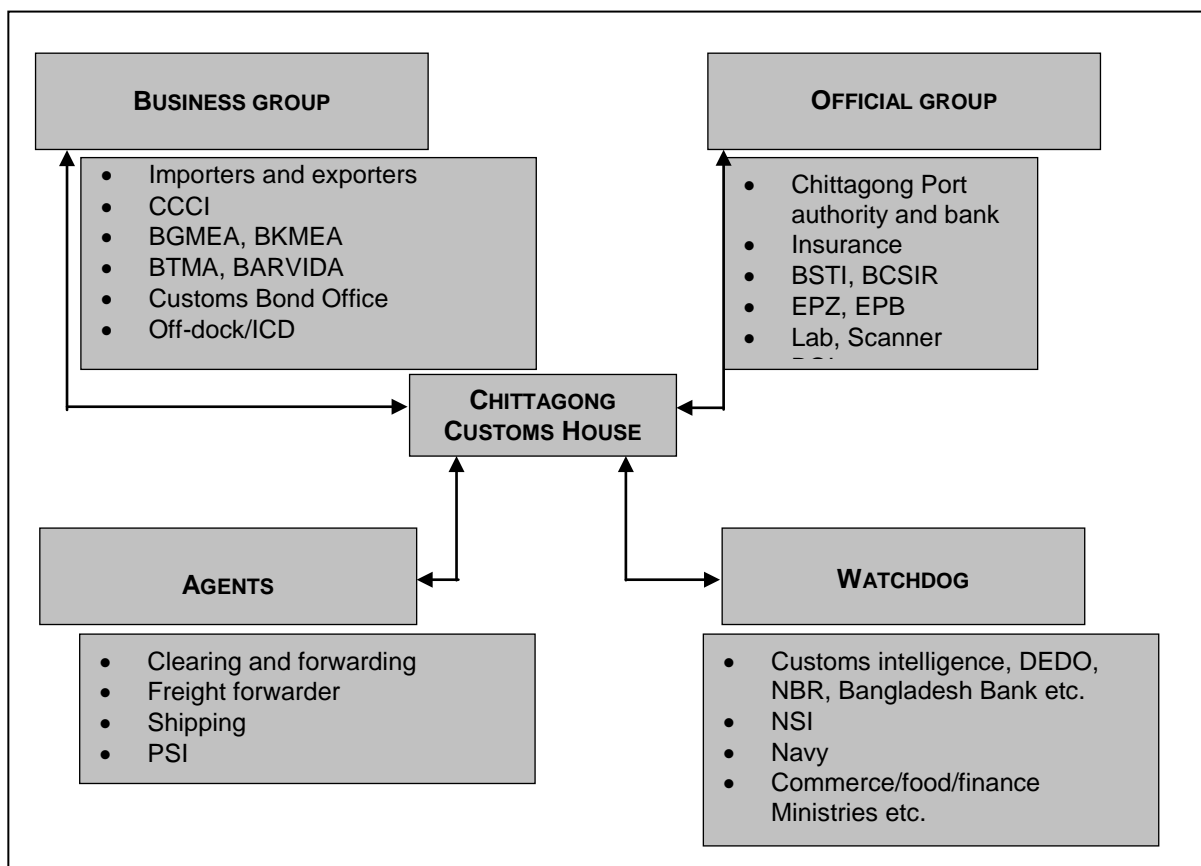 BUSINESS GROUP
• Importers and exporters
• CCCI
• BGMEA, BKMEA
• BTMA, BARVIDA
• Customs Bond Office
• Off-dock/ICD
OFFICIAL GROUP
• Chittagong Port
authority and bank
• Insurance
• BSTI, BCSIR
• EPZ, EPB
• Lab, Scanner
CHITTAGONG
CUSTOMS HOUSE
AGENTS
• Clearing and forwarding
• Freight forwarder
• Shipping
• PSI
WATCHDOG
• Customs intelligence, DEDO,
NBR, Bangladesh Bank etc.
• NSI
• Navy
• Commerce/food/finance
Ministries etc.